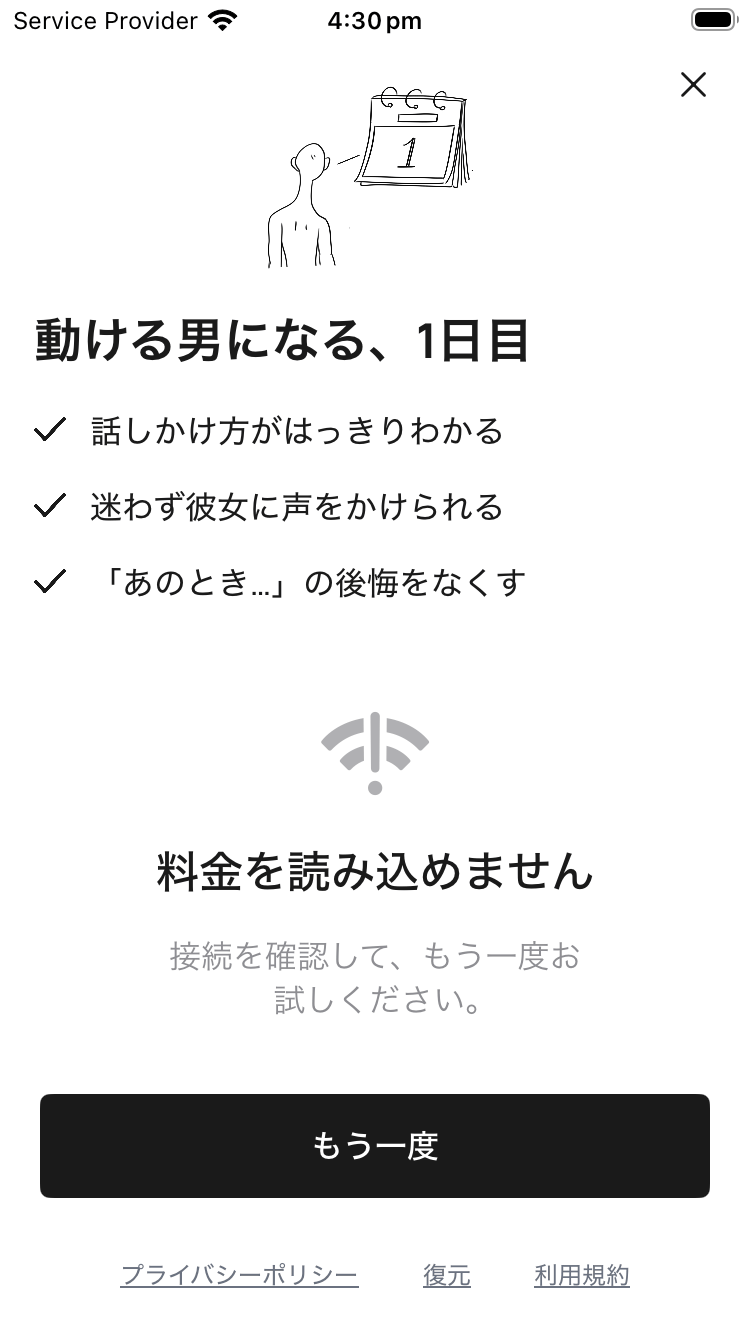 Service Provider 4:30 pm
1
動ける男になる、1日目
話しかけ方がはっきりわかる
迷わず彼女に声をかけられる
「あのとき...」の後悔をなくす
料金を読み込めません
接続を確認して、もう一度お
試しください。
もう一度
プライバシーポリシー 復元 利用規約